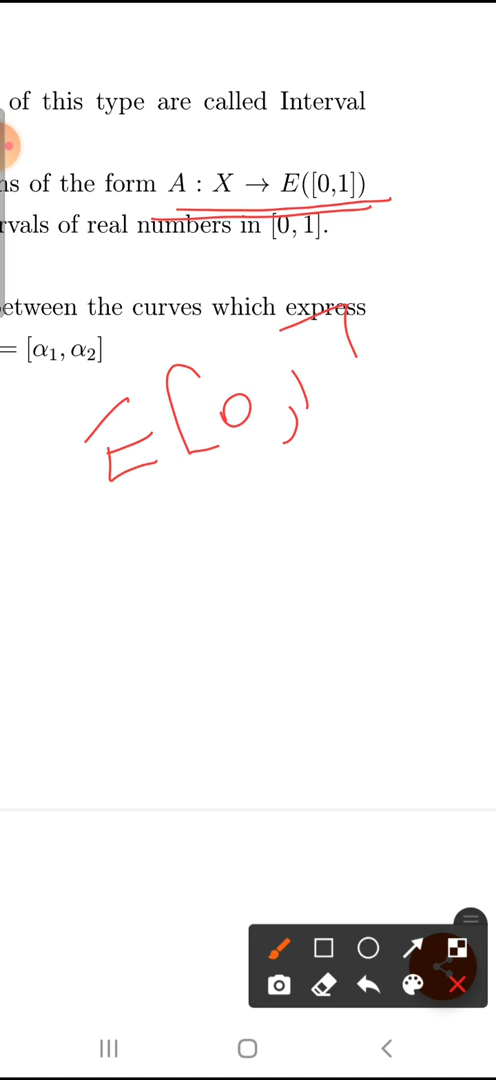 of this type are called Interval
ns of the form A : X → E([0,1])
rvals of real numbers in [0, 1].
etween the curves which express
= [α₁, α₂]
E[0,1]